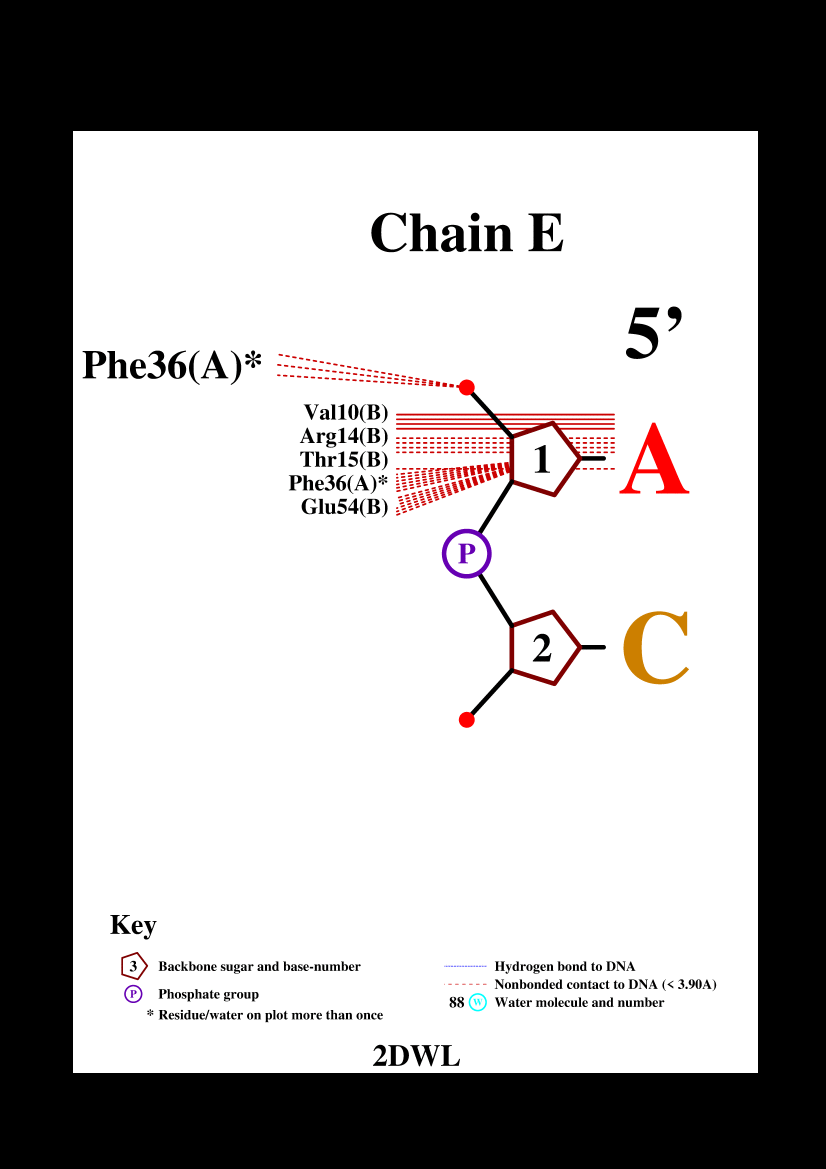 Chain E
5’
Phe36(A)*
Val10(B)
Arg14(B)
Thr15(B)
Phe36(A)*
Glu54(B)
1
A
P
2
C
Key
3 Backbone sugar and base-number
P Phosphate group
* Residue/water on plot more than once
Hydrogen bond to DNA
Nonbonded contact to DNA (< 3.90A)
88 W Water molecule and number
2DWL